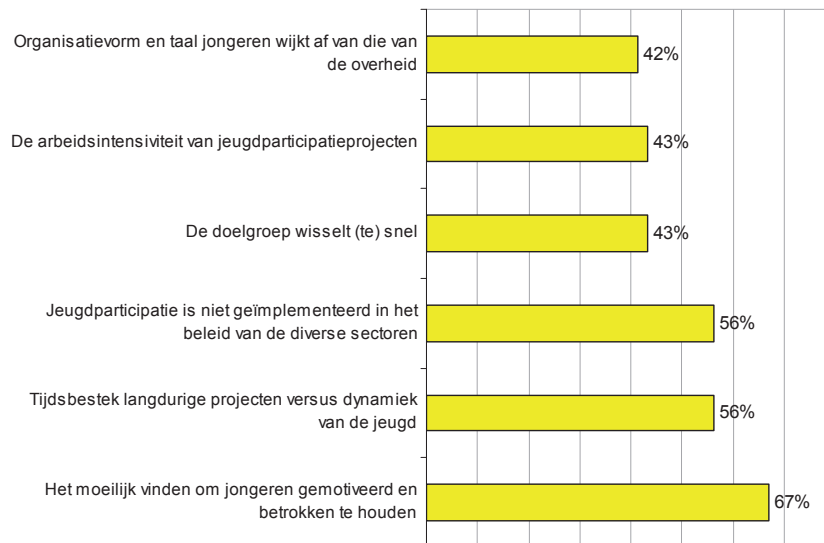 Organisatievorm en taal jongeren wijkt af van die van
de overheid
42%
De arbeidsintensiviteit van jeugdparticipatieprojecten
43%
De doelgroep wisselt (te) snel
43%
Jeugdparticipatie is niet geïmplementeerd in het
beleid van de diverse sectoren
56%
Tijdsbestek langdurige projecten versus dynamiek
van de jeugd
56%
Het moeilijk vinden om jongeren gemotiveerd en
betrokken te houden
67%